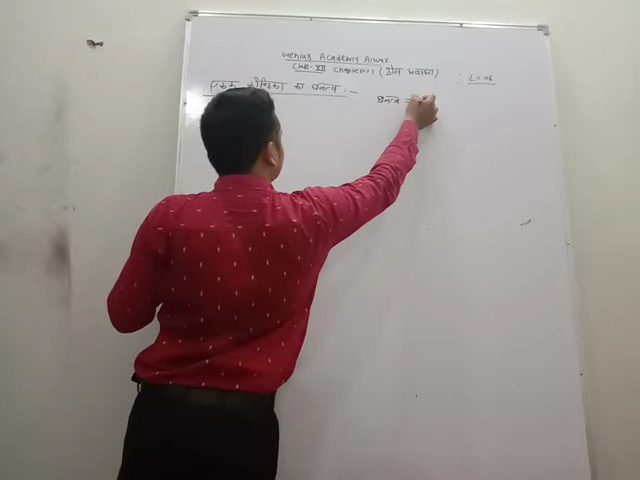 Genius Academy Alwar
Class-XII Chapter-1 (ठोस अवस्था)
L-06
एकक कोष्ठिका का घनत्व :-
घनत्व =